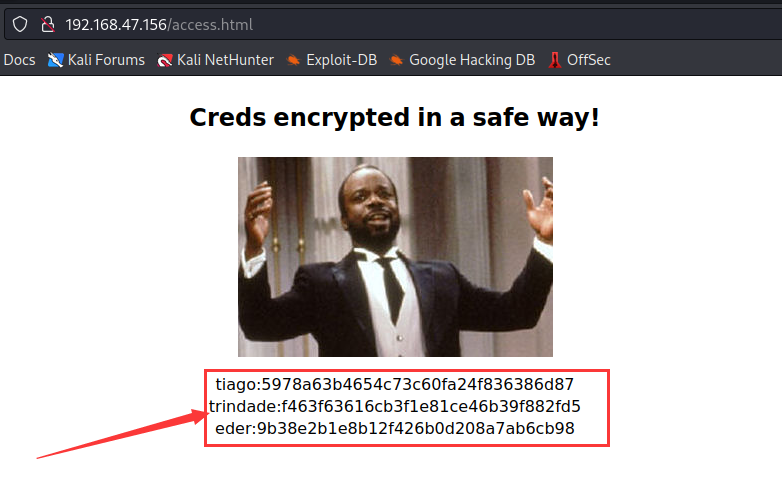 192.168.47.156/access.html
Docs Kali Forums Kali NetHunter Exploit-DB Google Hacking DB OffSec
Creds encrypted in a safe way!
tiago:5978a63b4654c73c60fa24f836386d87
trindade:f463f63616cb3f1e81ce46b39f882fd5
eder:9b38e2b1e8b12f426b0d208a7ab6cb98